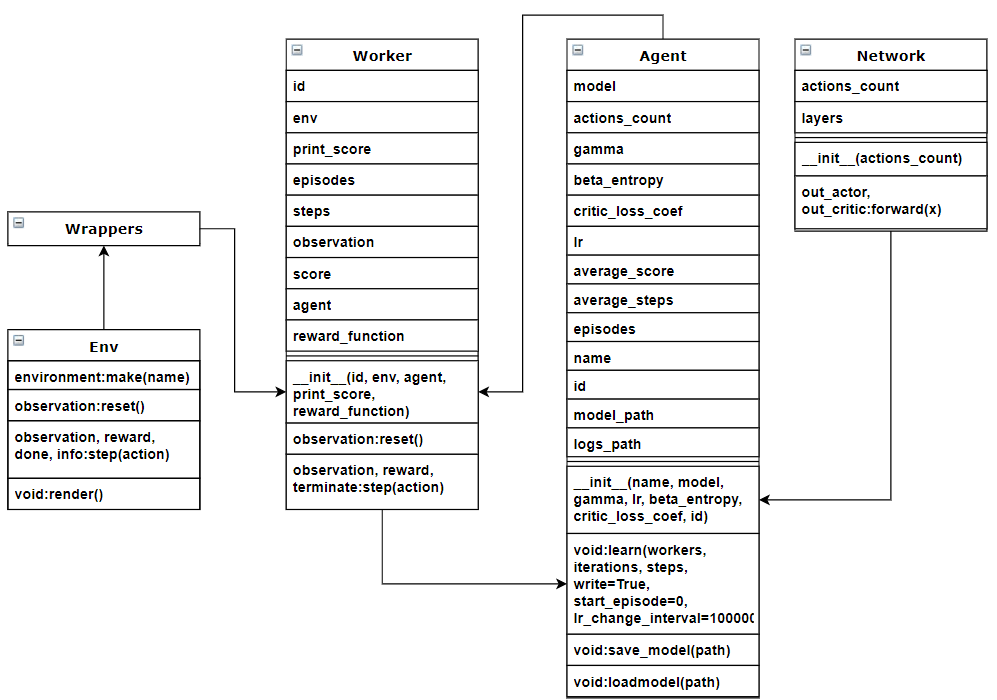 Wrappers
Env
environment:make(name)
observation:reset()
observation, reward,
done, info:step(action)
void:render()
Worker
id
env
print_score
episodes
steps
observation
score
agent
reward_function
__init__(id, env, agent,
print_score,
reward_function)
observation:reset()
observation, reward,
terminate:step(action)
Agent
model
actions_count
gamma
beta_entropy
critic_loss_coef
lr
average_score
average_steps
episodes
name
id
model_path
logs_path
__init__(name, model,
gamma, lr, beta_entropy,
critic_loss_coef, id)
void:learn(workers,
iterations, steps,
write=True,
start_episode=0,
lr_change_interval=100000
void:save_model(path)
void:loadmodel(path)
Network
actions_count
layers
__init__(actions_count)
out_actor,
out_critic:forward(x)